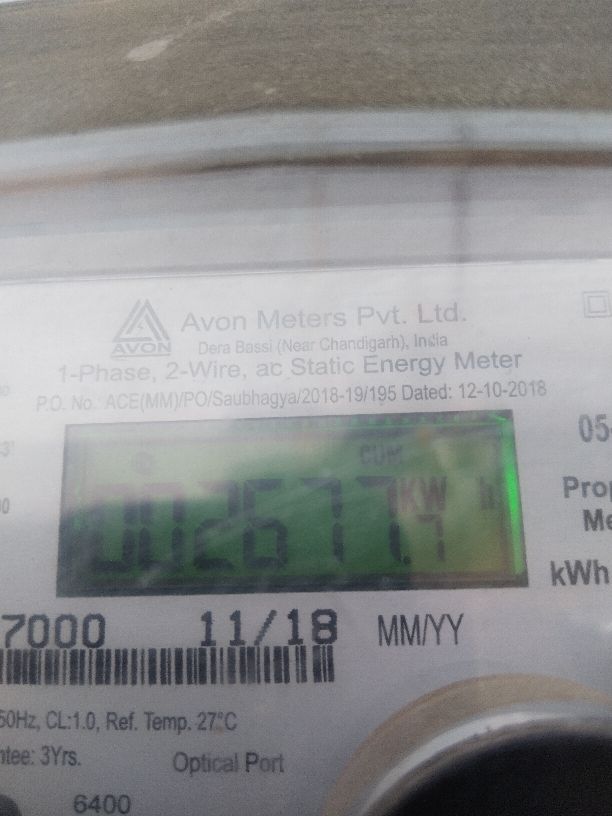 Avon Meters Pvt. Ltd.
AVON
Dera Bassi (Near Chandigarh), India
1-Phase, 2-Wire, ac Static Energy Meter
P.O. No. ACE(MM)/PO/Saubhagya/2018-19/195 Dated: 12-10-2018
CUM
002677.7 KW h
05-
Prop
Me
kWh
7000 11/18 MM/YY
50Hz, CL:1.0, Ref. Temp. 27°C
ntee: 3Yrs.
Optical Port
6400